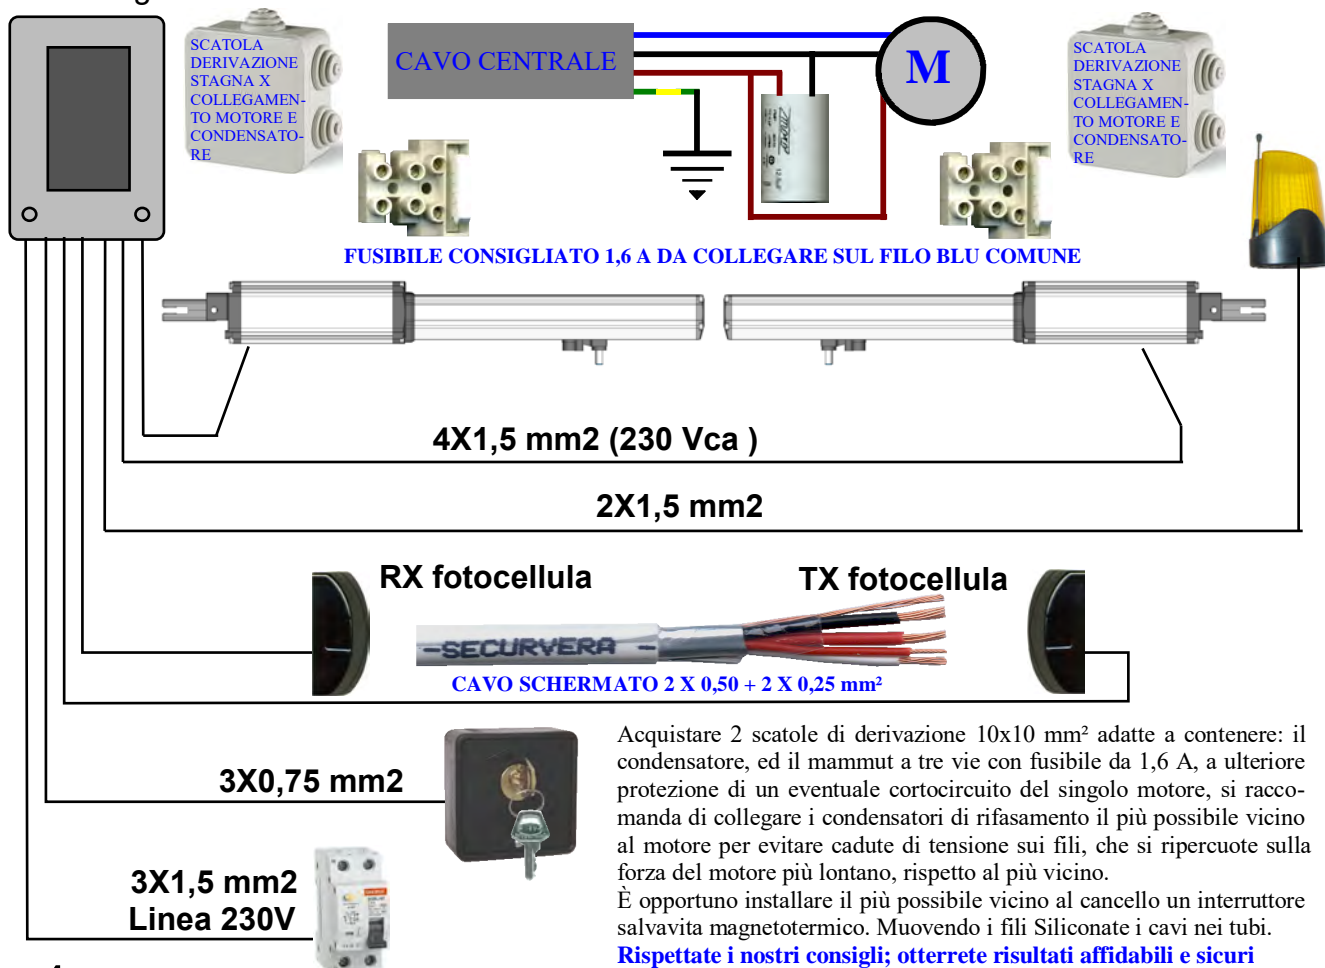 SCATOLA
DERIVAZIONE
STAGNA X
COLLEGAMEN-
TO MOTORE E
CONDENSATO-
RE
CAVO CENTRALE
M
SCATOLA
DERIVAZIONE
STAGNA X
COLLEGAMEN-
TO MOTORE E
CONDENSATO-
RE
FUSIBILE CONSIGLIATO 1,6 A DA COLLEGARE SUL FILO BLU COMUNE
4X1,5 mm2 (230 Vca )
2X1,5 mm2
RX fotocellula
TX fotocellula
-SECURVERA -
CAVO SCHERMATO 2 X 0,50 + 2 X 0,25 mm²
3X0,75 mm2
3X1,5 mm2
Linea 230V
Acquistare 2 scatole di derivazione 10x10 mm² adatte a contenere: il
condensatore, ed il mammut a tre vie con fusibile da 1,6 A, a ulteriore
protezione di un eventuale cortocircuito del singolo motore, si racco-
manda di collegare i condensatori di rifasamento il più possibile vicino
al motore per evitare cadute di tensione sui fili, che si ripercuote sulla
forza del motore più lontano, rispetto al più vicino.
È opportuno installare il più possibile vicino al cancello un interruttore
salvavita magnetotermico. Muovendo i fili Siliconate i cavi nei tubi.
Rispettate i nostri consigli; otterrete risultati affidabili e sicuri